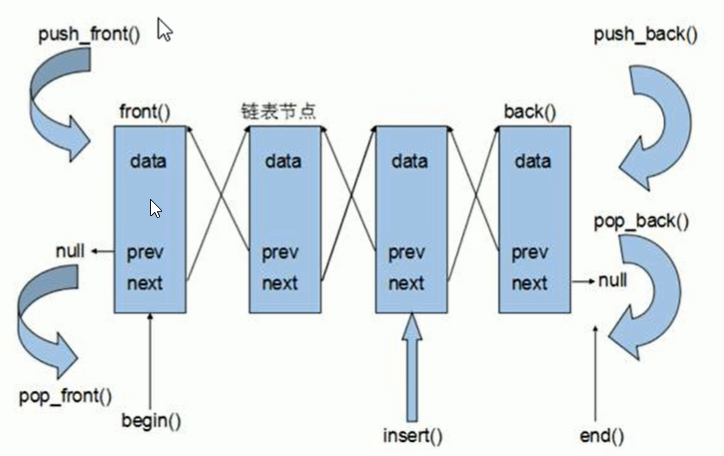 push_front()
push_back()
front()
链表节点
back()
data
data
data
data
pop_back()
null
prev
prev
prev
prev
next
next
next
next
null
pop_front()
begin()
insert()
end()